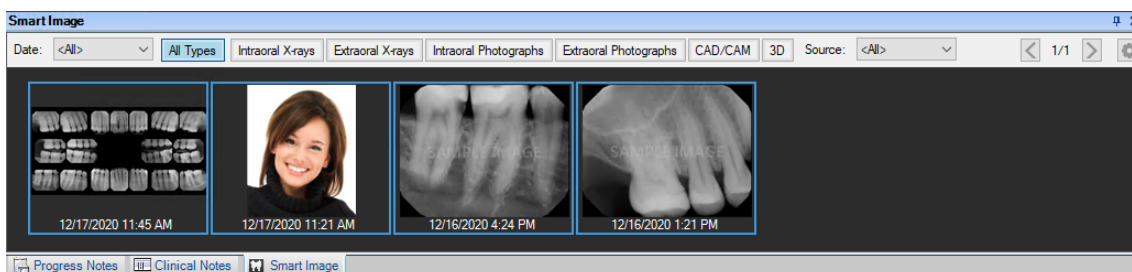 Smart Image
Date: <All> All Types Intraoral X-rays Extraoral X-rays Intraoral Photographs Extraoral Photographs CAD/CAM 3D Source: <All> 1/1
SAMPLE IMAGE SAMPLE IMAGE
12/17/2020 11:45 AM 12/17/2020 11:21 AM 12/16/2020 4:24 PM 12/16/2020 1:21 PM
Progress Notes Clinical Notes Smart Image